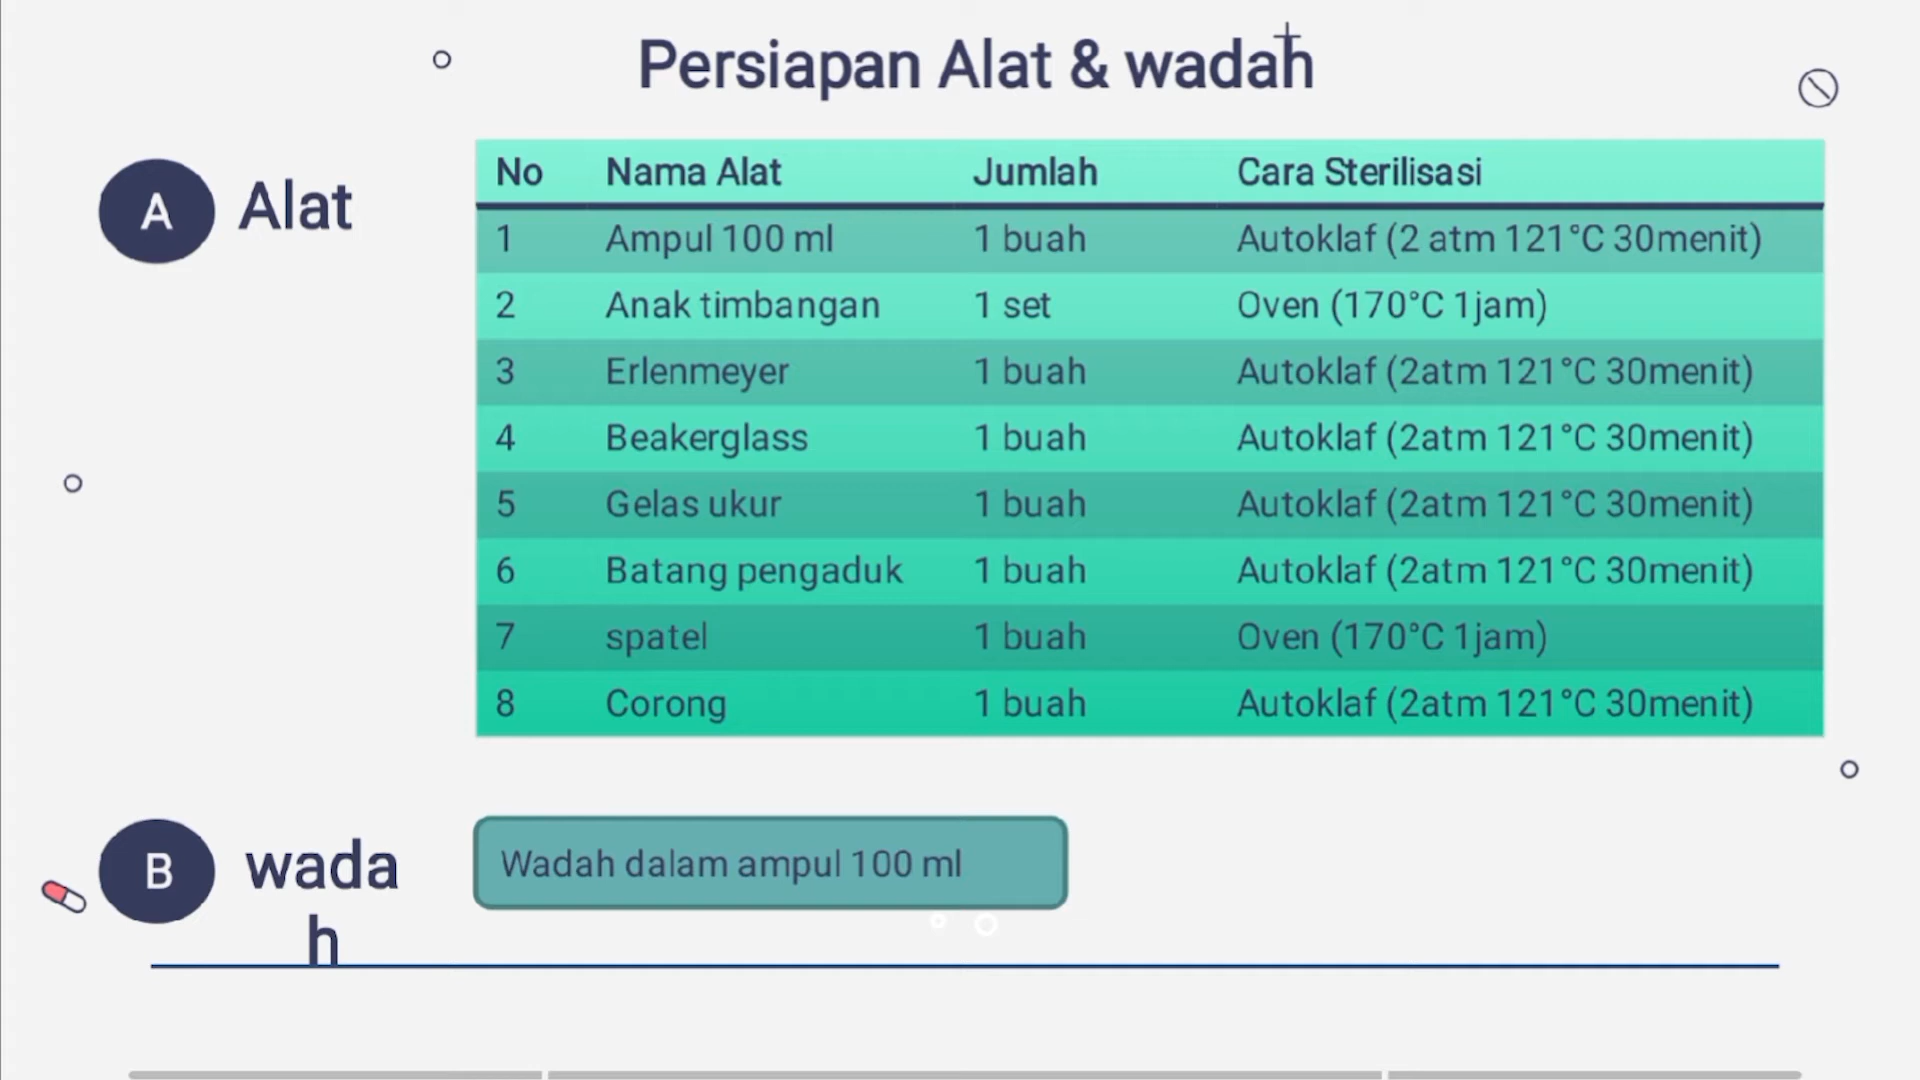 Persiapan Alat & wadah
A Alat
No Nama Alat Jumlah Cara Sterilisasi
1 Ampul 100 ml 1 buah Autoklaf (2 atm 121°C 30menit)
2 Anak timbangan 1 set Oven (170°C 1jam)
3 Erlenmeyer 1 buah Autoklaf (2atm 121°C 30menit)
4 Beakerglass 1 buah Autoklaf (2atm 121°C 30menit)
5 Gelas ukur 1 buah Autoklaf (2atm 121°C 30menit)
6 Batang pengaduk 1 buah Autoklaf (2atm 121°C 30menit)
7 spatel 1 buah Oven (170°C 1jam)
8 Corong 1 buah Autoklaf (2atm 121°C 30menit)
B wada
h
Wadah dalam ampul 100 ml